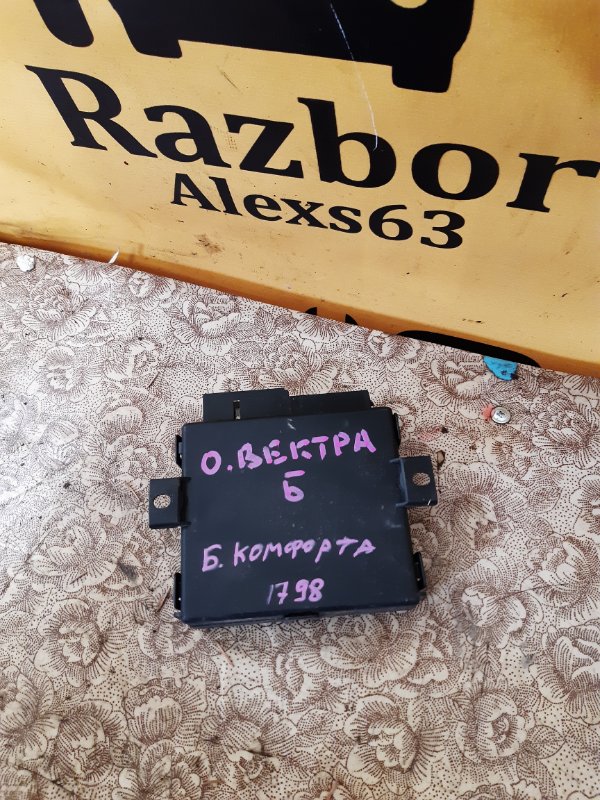 Razbor
Alexs63
О. ВЕКТРА
Б
Б. КОМФОРТА
1798